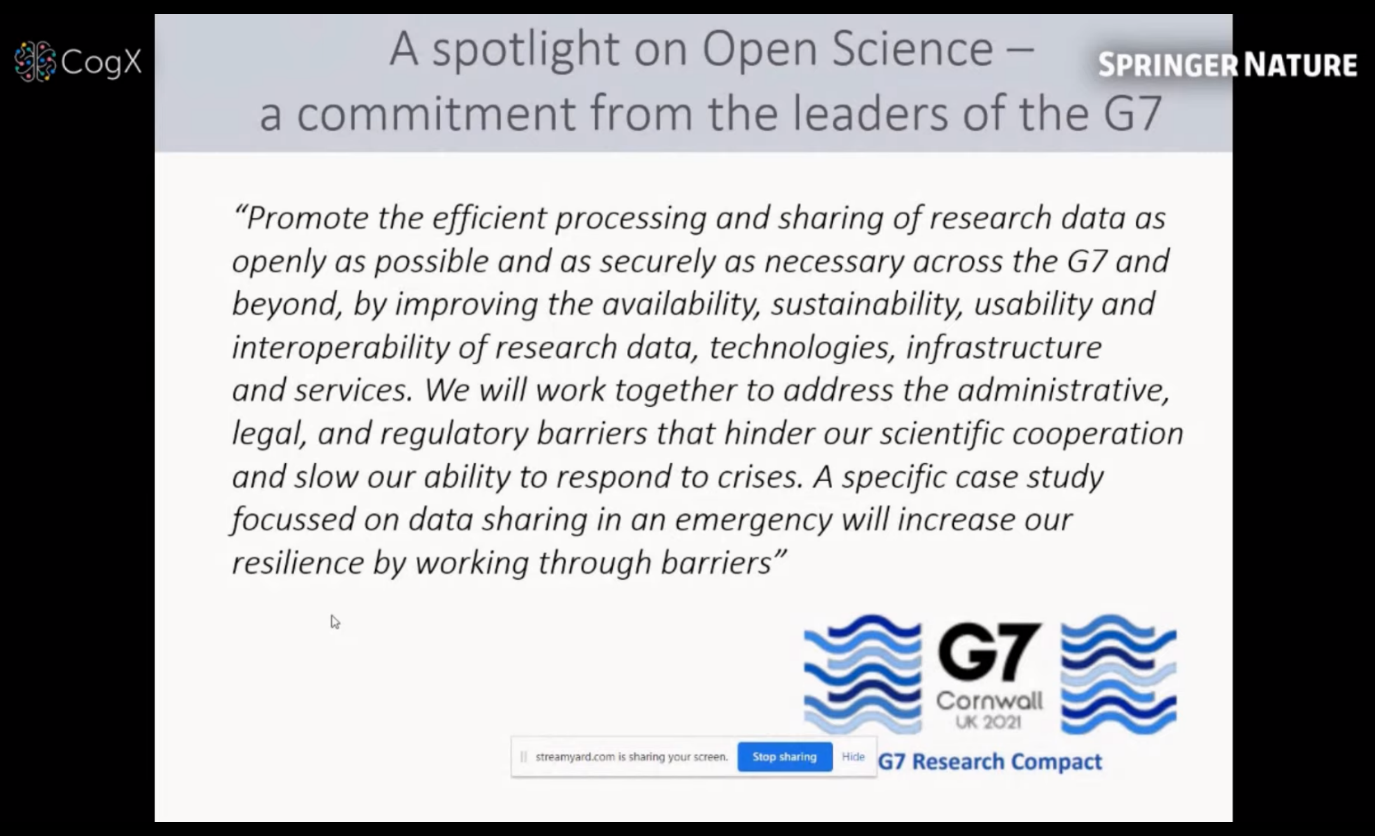 CogX
A spotlight on Open Science –
a commitment from the leaders of the G7
SPRINGER NATURE
“Promote the efficient processing and sharing of research data as
openly as possible and as securely as necessary across the G7 and
beyond, by improving the availability, sustainability, usability and
interoperability of research data, technologies, infrastructure
and services. We will work together to address the administrative,
legal, and regulatory barriers that hinder our scientific cooperation
and slow our ability to respond to crises. A specific case study
focussed on data sharing in an emergency will increase our
resilience by working through barriers”
G7
Cornwall
UK 2021
streamyard.com is sharing your screen. Stop sharing Hide
G7 Research Compact